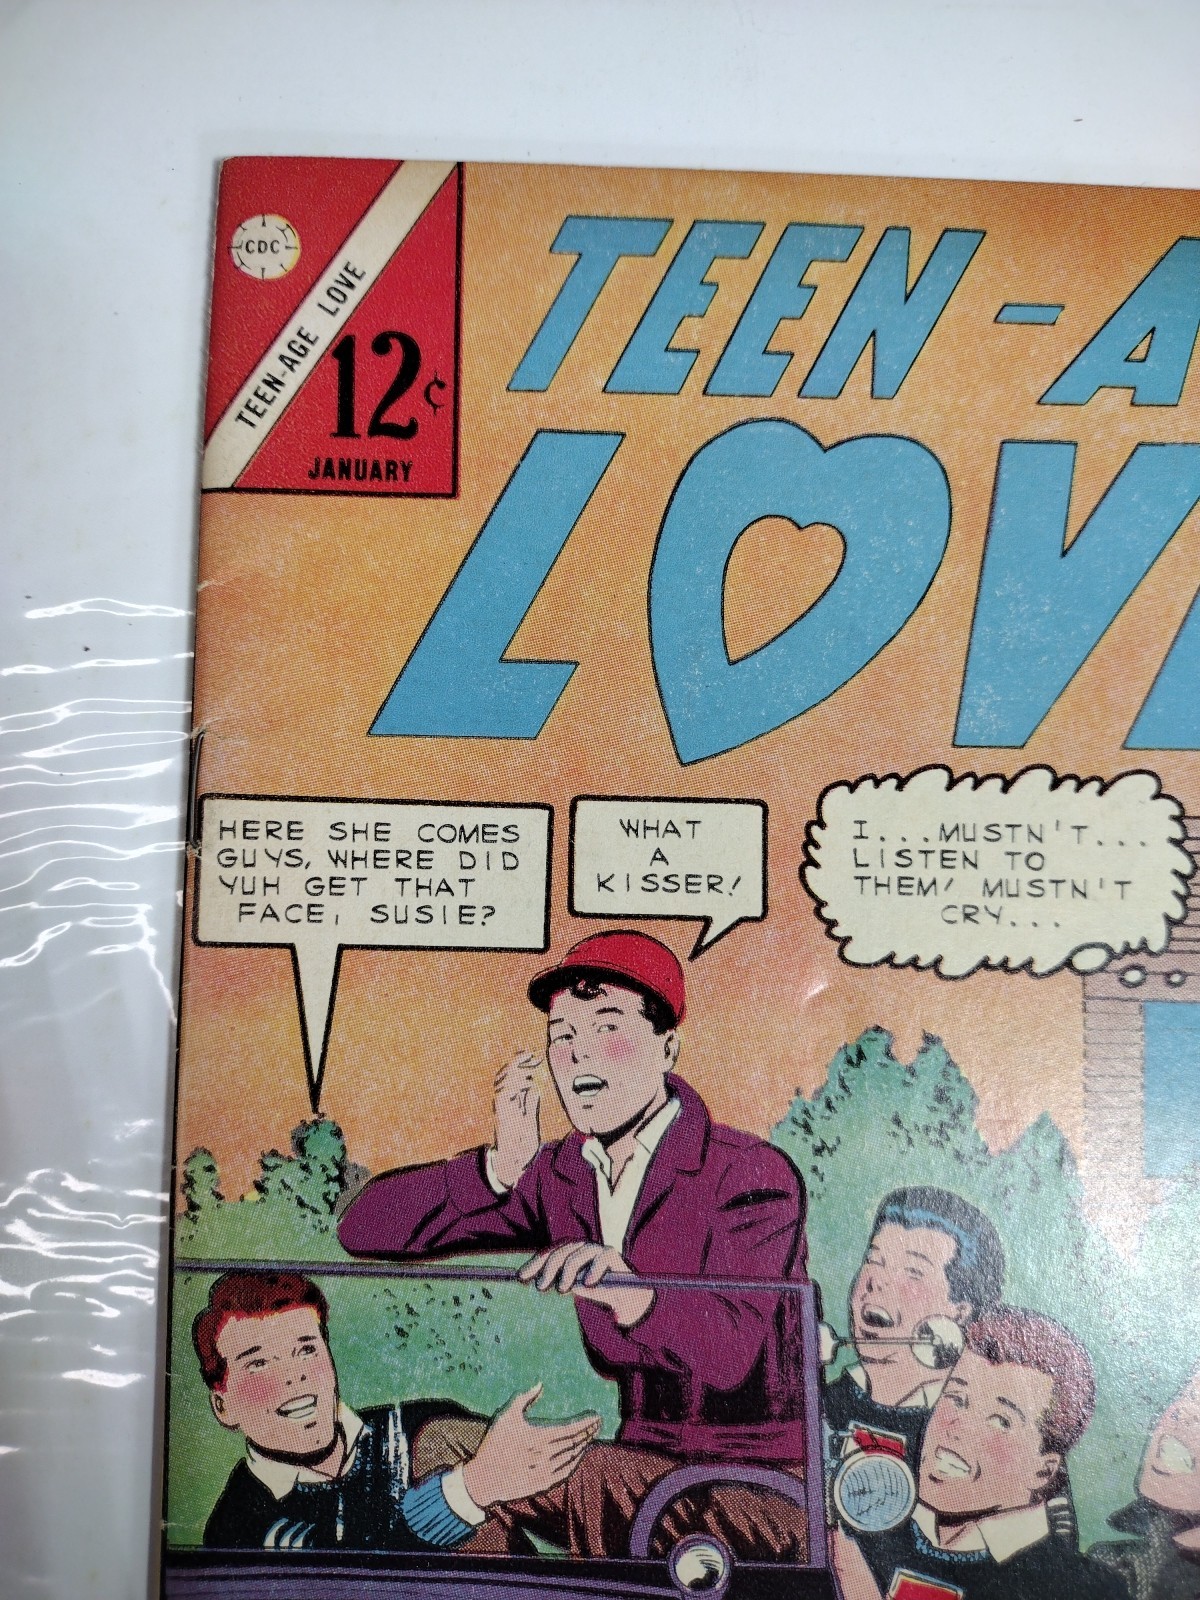 CDC
TEEN-AGE LOVE
12¢
JANUARY
TEEN-A
LOV
HERE SHE COMES
GUYS, WHERE DID
YUH GET THAT
FACE, SUSIE?
WHAT
A
KISSER!
I...MUSTN'T...
LISTEN TO
THEM! MUSTN'T
CRY...